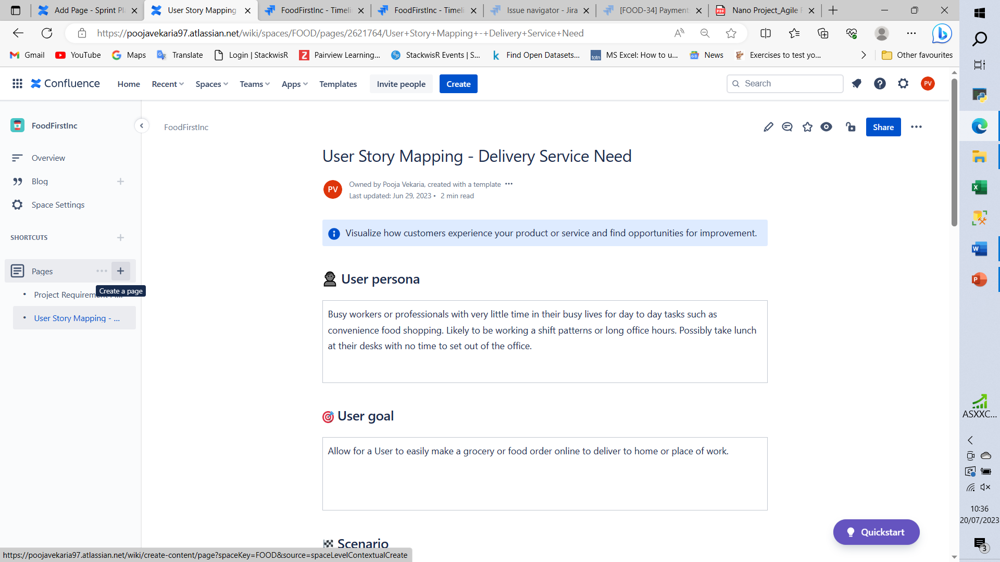 Add Page - Sprint Pl
User Story Mapping
FoodFirstInc - Timeli
FoodFirstInc - Timeli
Issue navigator - Jira
[FOOD-34] Payment
Nano Project_Agile
https://poojavekaria97.atlassian.net/wiki/spaces/FOOD/pages/2621764/User+Story+Mapping+-+Delivery+Service+Need
Gmail
YouTube
Maps
Translate
Login | StackwisR
Pairview Learning...
StackwisR Events | S...
Find Open Datasets...
MS Excel: How to u...
News
Exercises to test yo...
Other favourites
Confluence
Home
Recent
Spaces
Teams
Apps
Templates
Invite people
Create
Search
PV
FoodFirstInc
Overview
Blog
Space Settings
SHORTCUTS
Pages
Create a page
Project Requirem
User Story Mapping - ...
FoodFirstInc
Share
User Story Mapping - Delivery Service Need
PV
Owned by Pooja Vekaria, created with a template
Last updated: Jun 29, 2023 • 2 min read
Visualize how customers experience your product or service and find opportunities for improvement.
User persona
Busy workers or professionals with very little time in their busy lives for day to day tasks such as
convenience food shopping. Likely to be working a shift patterns or long office hours. Possibly take lunch
at their desks with no time to set out of the office.
User goal
Allow for a User to easily make a grocery or food order online to deliver to home or place of work.
Scenario
Quickstart
https://poojavekaria97.atlassian.net/wiki/create-content/page?spaceKey=FOOD&source=spaceLevelContextualCreate
ASXXC...
10:36
20/07/2023
3